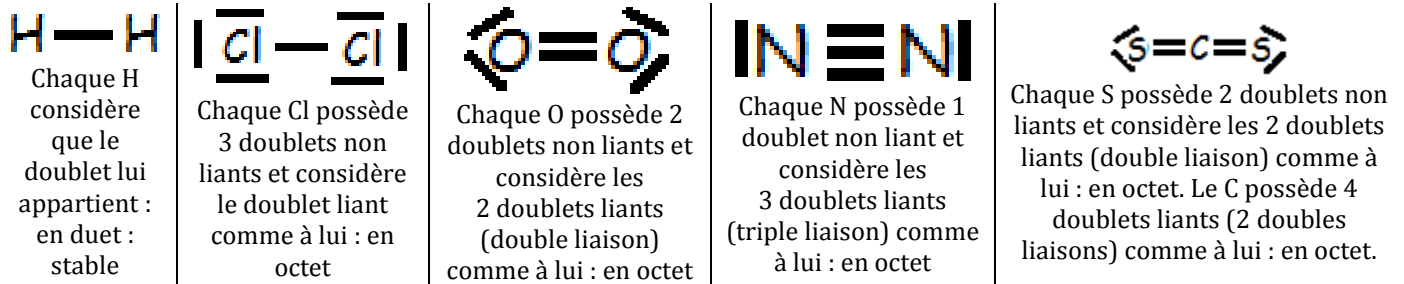 H — H
Chaque H
considère
que le
doublet lui
appartient :
en duet :
stable
Cl — Cl
Chaque Cl possède
3 doublets non
liants et considère
le doublet liant
comme à lui : en
octet
O=O
Chaque O possède 2
doublets non liants et
considère les
2 doublets liants
(double liaison)
comme à lui : en octet
N≡N
Chaque N possède 1
doublet non liant et
considère les
3 doublets liants
(triple liaison) comme
à lui : en octet
S=C=S
Chaque S possède 2 doublets non
liants et considère les 2 doublets
liants (double liaison) comme à
lui : en octet. Le C possède 4
doublets liants (2 doubles
liaisons) comme à lui : en octet.